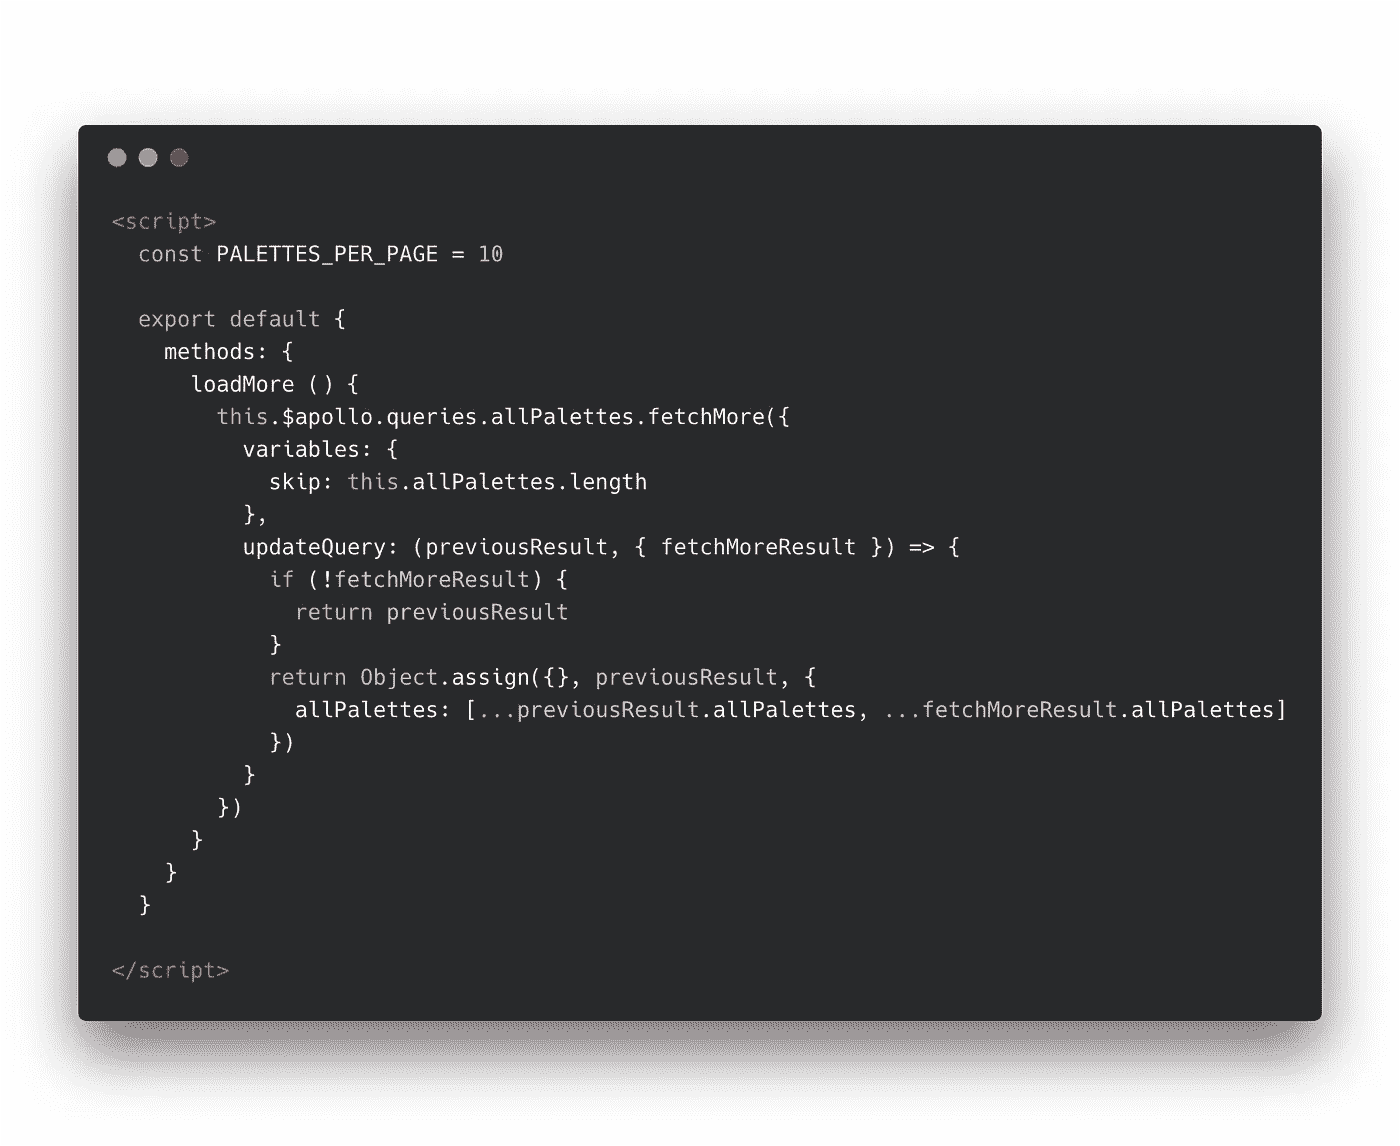 <script>
  const PALETTES_PER_PAGE = 10

  export default {
    methods: {
      loadMore () {
        this.$apollo.queries.allPalettes.fetchMore({
          variables: {
            skip: this.allPalettes.length
          },
          updateQuery: (previousResult, { fetchMoreResult }) => {
            if (!fetchMoreResult) {
              return previousResult
            }
            return Object.assign({}, previousResult, {
              allPalettes: [...previousResult.allPalettes, ...fetchMoreResult.allPalettes]
            })
          }
        })
      }
    }
  }

</script>